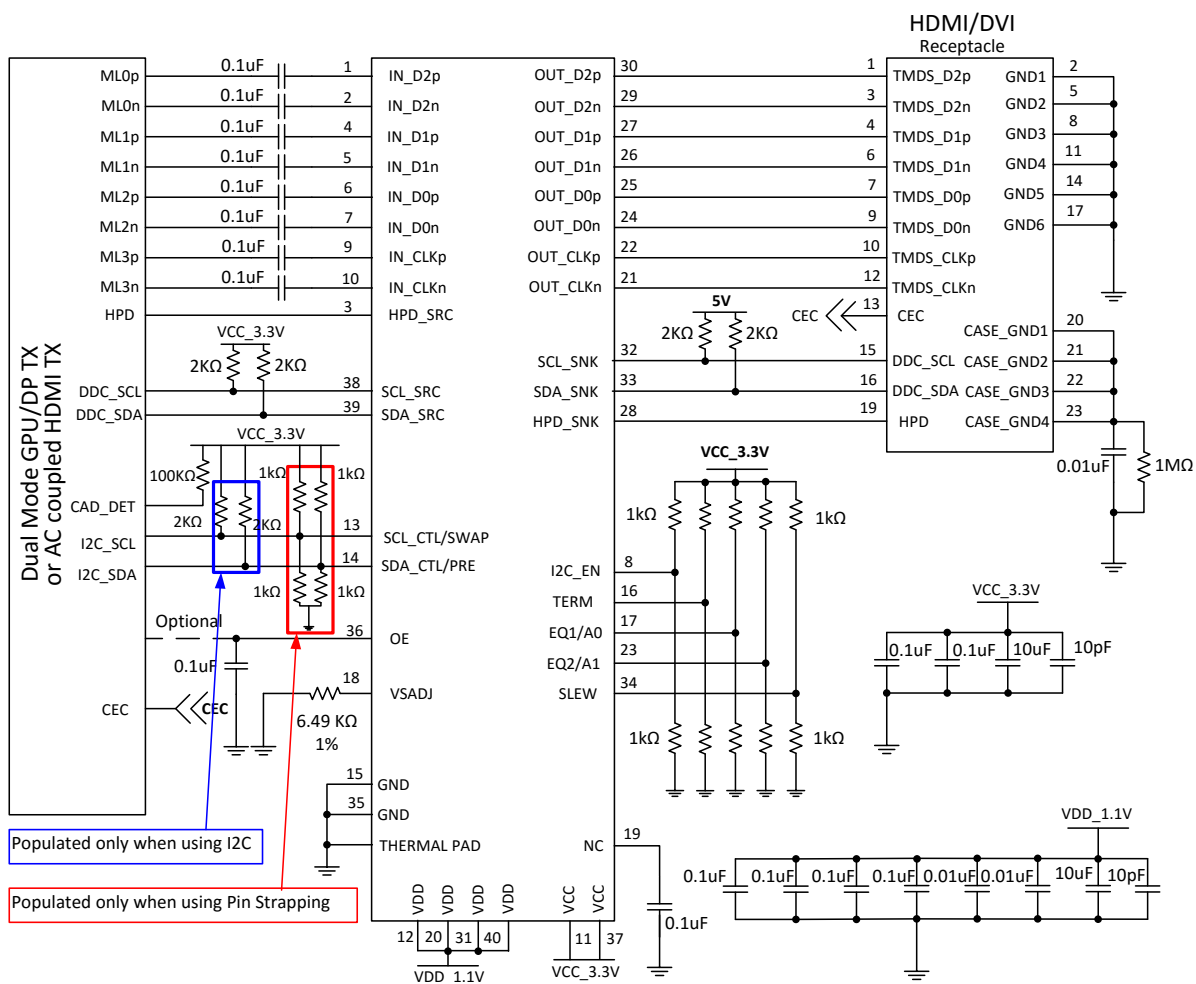 HDMI/DVI
Receptacle
Dual Mode GPU/DP TX
or AC coupled HDMI TX
ML0p 0.1uF 1 IN_D2p OUT_D2p 30 1 TMDS_D2p GND1 2
ML0n 0.1uF 2 IN_D2n OUT_D2n 29 3 TMDS_D2n GND2 5
ML1p 0.1uF 4 IN_D1p OUT_D1p 27 4 TMDS_D1p GND3 8
ML1n 0.1uF 5 IN_D1n OUT_D1n 26 6 TMDS_D1n GND4 11
ML2p 0.1uF 6 IN_D0p OUT_D0p 25 7 TMDS_D0p GND5 14
ML2n 0.1uF 7 IN_D0n OUT_D0n 24 9 TMDS_D0n GND6 17
ML3p 0.1uF 9 IN_CLKp OUT_CLKp 22 10 TMDS_CLKp
ML3n 0.1uF 10 IN_CLKn OUT_CLKn 21 12 TMDS_CLKn
HPD 3 HPD_SRC 5V CEC 13 CEC
VCC_3.3V 2KΩ 2KΩ CASE_GND1 20
2KΩ 2KΩ SCL_SNK 32 15 DDC_SCL CASE_GND2 21
DDC_SCL 38 SCL_SRC SDA_SNK 33 16 DDC_SDA CASE_GND3 22
DDC_SDA 39 SDA_SRC HPD_SNK 28 19 HPD CASE_GND4 23
VCC_3.3V VCC_3.3V 0.01uF 1MΩ
100KΩ 1kΩ 1kΩ
CAD_DET 1kΩ 1kΩ
2KΩ 2KΩ
I2C_SCL 13 SCL_CTL/SWAP
I2C_SDA 14 SDA_CTL/PRE I2C_EN 8
1kΩ 1kΩ TERM 16 VCC_3.3V
Optional 36 OE EQ1/A0 17
0.1uF 0.1uF 0.1uF 10uF 10pF
EQ2/A1 23
18 VSADJ SLEW 34
CEC CEC 6.49 KΩ
1% 1kΩ 1kΩ
15 GND
35 GND VDD_1.1V
Populated only when using I2C THERMAL PAD NC 19
0.1uF 0.1uF 0.1uF 0.1uF 0.01uF 0.01uF 10uF 10pF
Populated only when using Pin Strapping
VDD VDD VDD VDD VCC VCC 0.1uF
12 20 31 40 11 37
VDD_1.1V VCC_3.3V